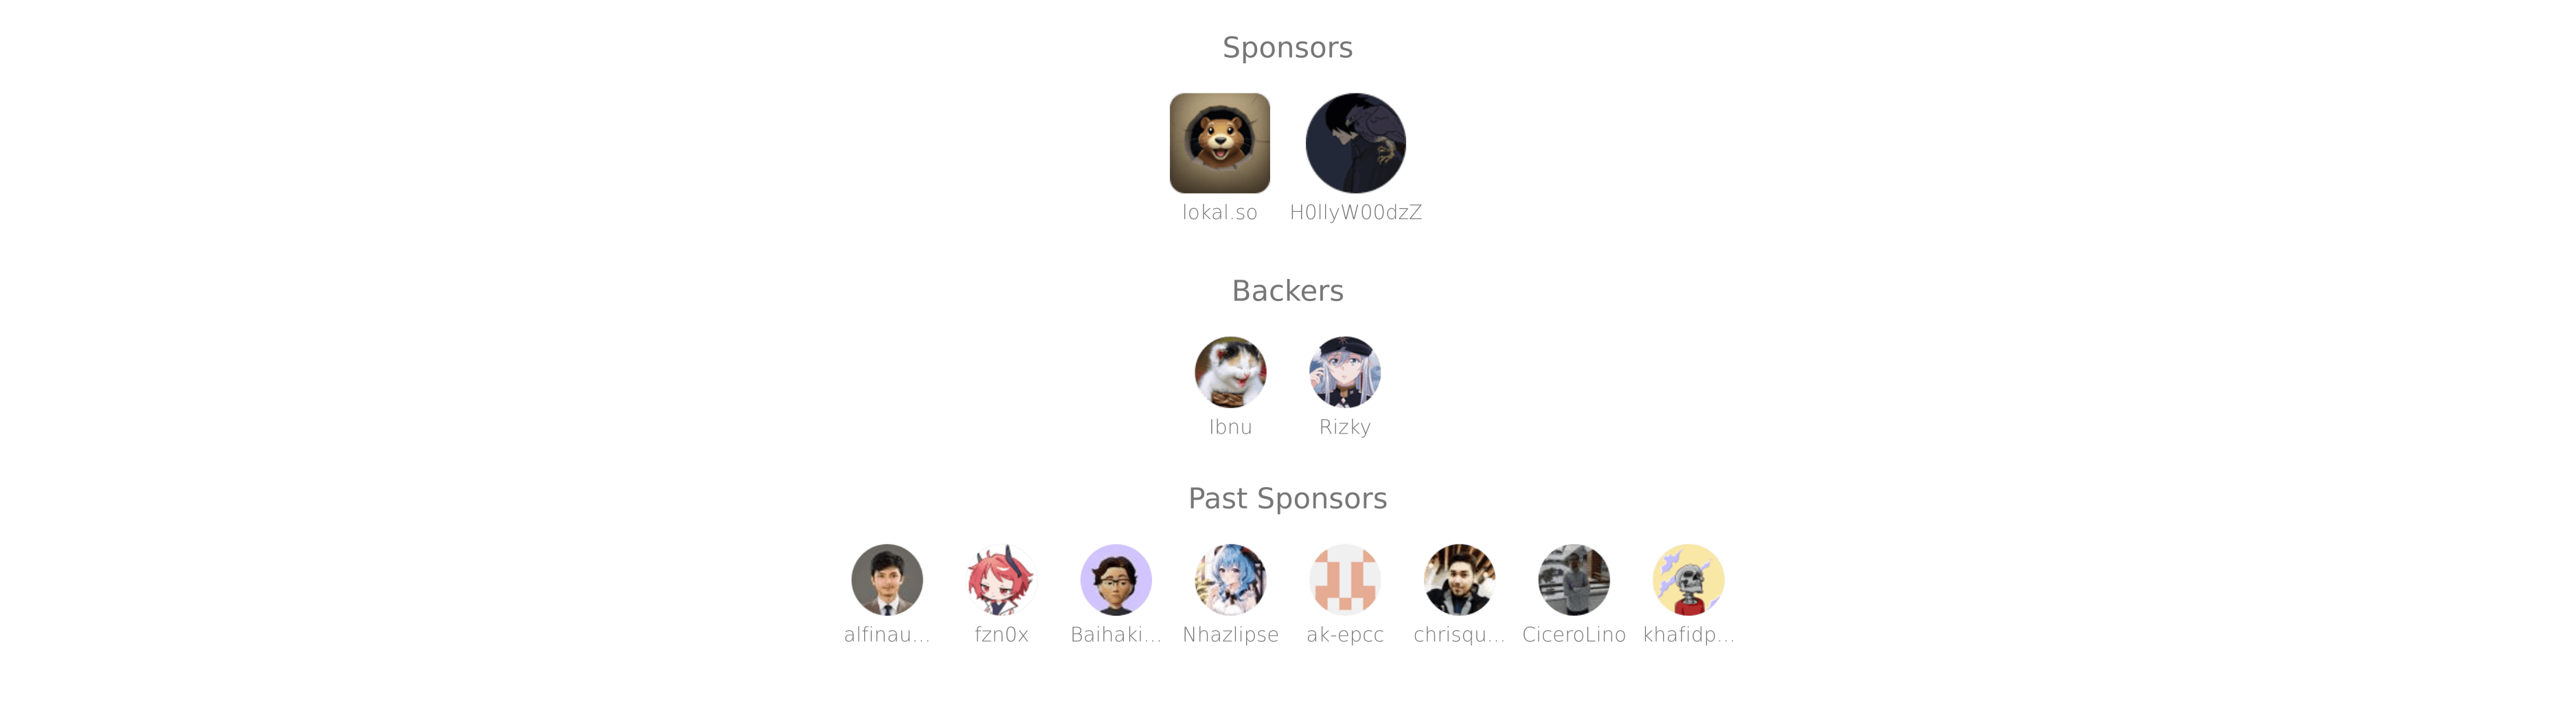 Sponsors
lokal.so H0llyW00dzZ
Backers
Ibnu Rizky
Past Sponsors
alfinau... fzn0x Baihaki... Nhazlipse ak-epcc chrisqu... CiceroLino khafidp...